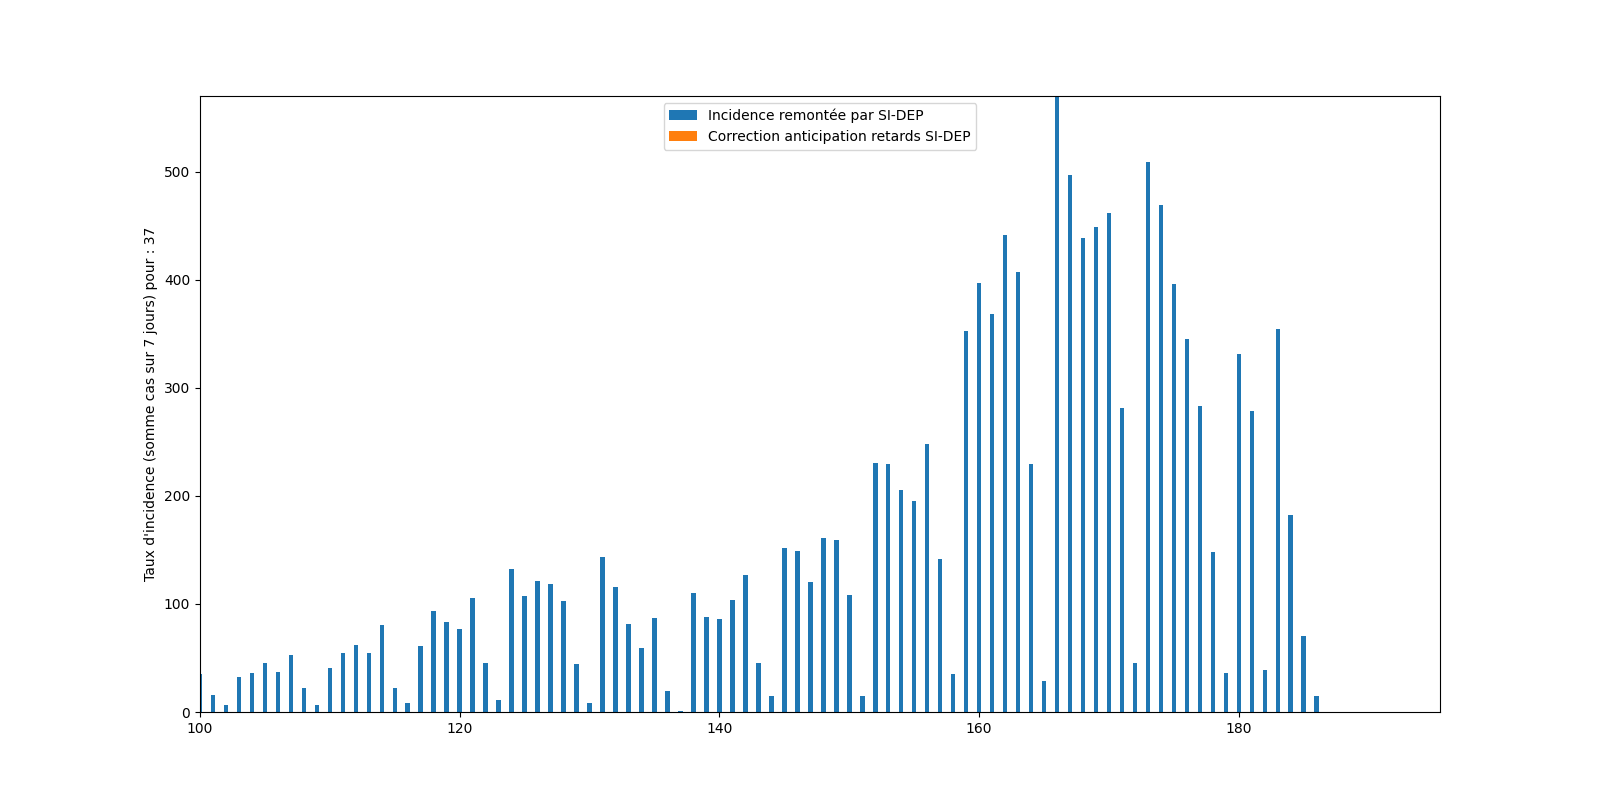 Incidence remontée par SI-DEP
Correction anticipation retards SI-DEP
Taux d'incidence (somme cas sur 7 jours) pour : 37
500
400
300
200
100
0
100 120 140 160 180